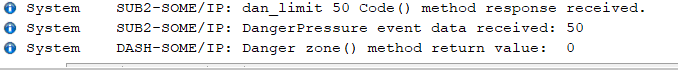 System SUB2-SOME/IP: dan_limit 50 Code() method response received.
System SUB2-SOME/IP: DangerPressure event data received: 50
System DASH-SOME/IP: Danger zone() method return value: 0